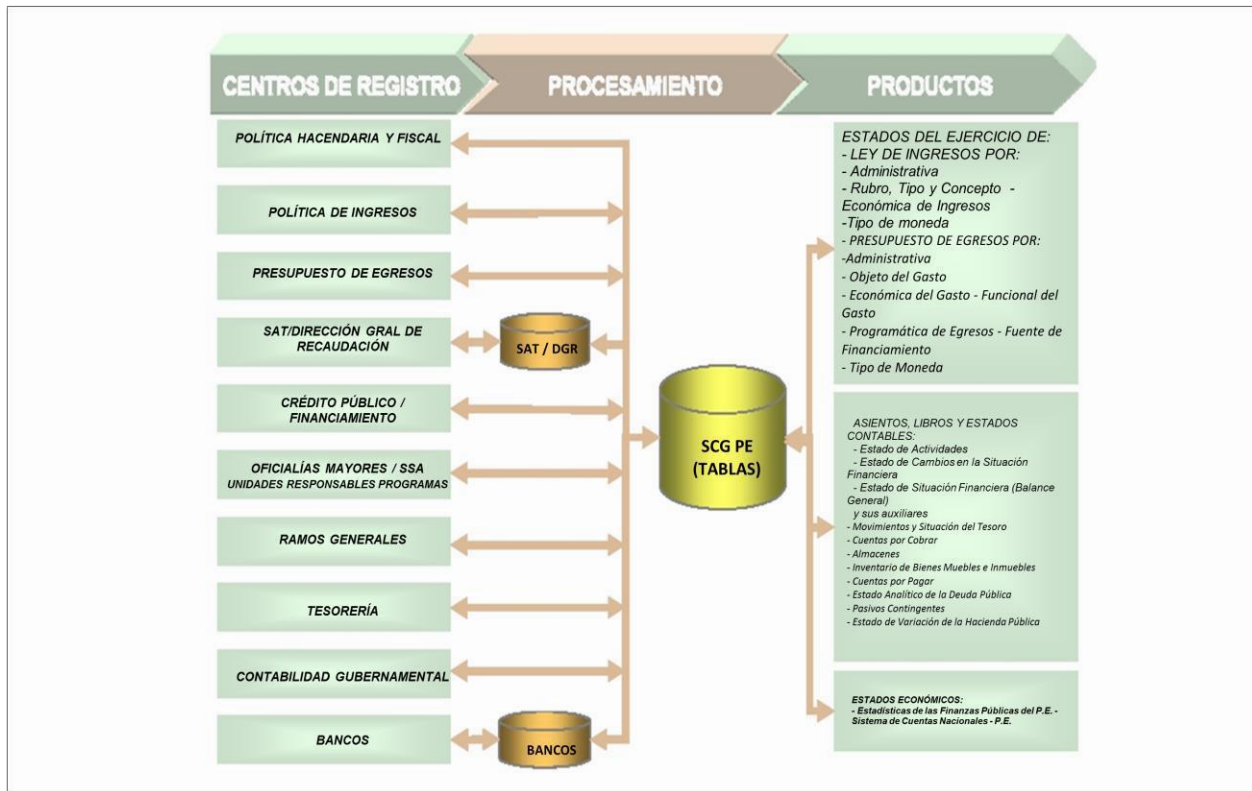 CENTROS DE REGISTRO
PROCESAMIENTO
PRODUCTOS
POLÍTICA HACENDARIA Y FISCAL
POLÍTICA DE INGRESOS
PRESUPUESTO DE EGRESOS
SAT/DIRECCIÓN GRAL DE
RECAUDACIÓN
CRÉDITO PÚBLICO /
FINANCIAMIENTO
OFICIALÍAS MAYORES / SSA
UNIDADES RESPONSABLES PROGRAMAS
RAMOS GENERALES
TESORERÍA
CONTABILIDAD GUBERNAMENTAL
BANCOS
SAT / DGR
BANCOS
SCG PE
(TABLAS)
ESTADOS DEL EJERCICIO DE:
- LEY DE INGRESOS POR:
- Administrativa
- Rubro, Tipo y Concepto -
Económica de Ingresos
-Tipo de moneda
- PRESUPUESTO DE EGRESOS POR:
-Administrativa
- Objeto del Gasto
- Económica del Gasto - Funcional del
Gasto
- Programática de Egresos - Fuente de
Financiamiento
- Tipo de Moneda
ASIENTOS, LIBROS Y ESTADOS
CONTABLES:
- Estado de Actividades
- Estado de Cambios en la Situación
Financiera
- Estado de Situación Financiera (Balance
General)
y sus auxiliares
- Movimientos y Situación del Tesoro
- Cuentas por Cobrar
- Almacenes
- Inventario de Bienes Muebles e Inmuebles
- Cuentas por Pagar
- Estado Analítico de la Deuda Pública
- Pasivos Contingentes
- Estado de Variación de la Hacienda Pública
ESTADOS ECONÓMICOS:
- Estadísticas de las Finanzas Públicas del P.E. -
Sistema de Cuentas Nacionales - P.E.